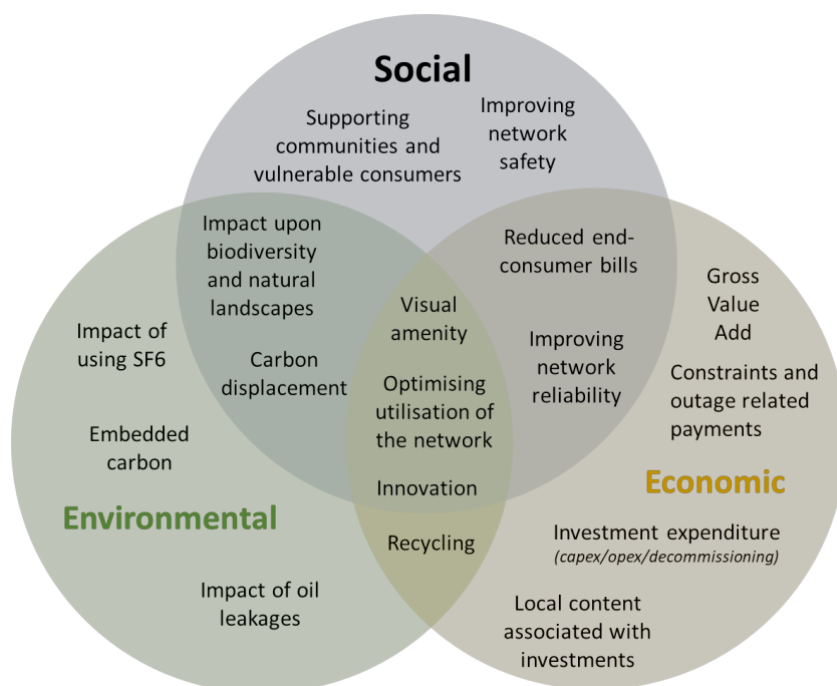 Social
Supporting
communities and
vulnerable consumers
Improving
network
safety
Impact upon
biodiversity
and natural
landscapes
Reduced end-
consumer bills
Gross
Value
Add
Visual
amenity
Impact of
using SF6
Carbon
displacement
Improving
network
reliability
Constraints and
outage related
payments
Optimising
utilisation of
the network
Embedded
carbon
Innovation
Economic
Environmental
Recycling
Investment expenditure
(capex/opex/decommissioning)
Impact of oil
leakages
Local content
associated with
investments